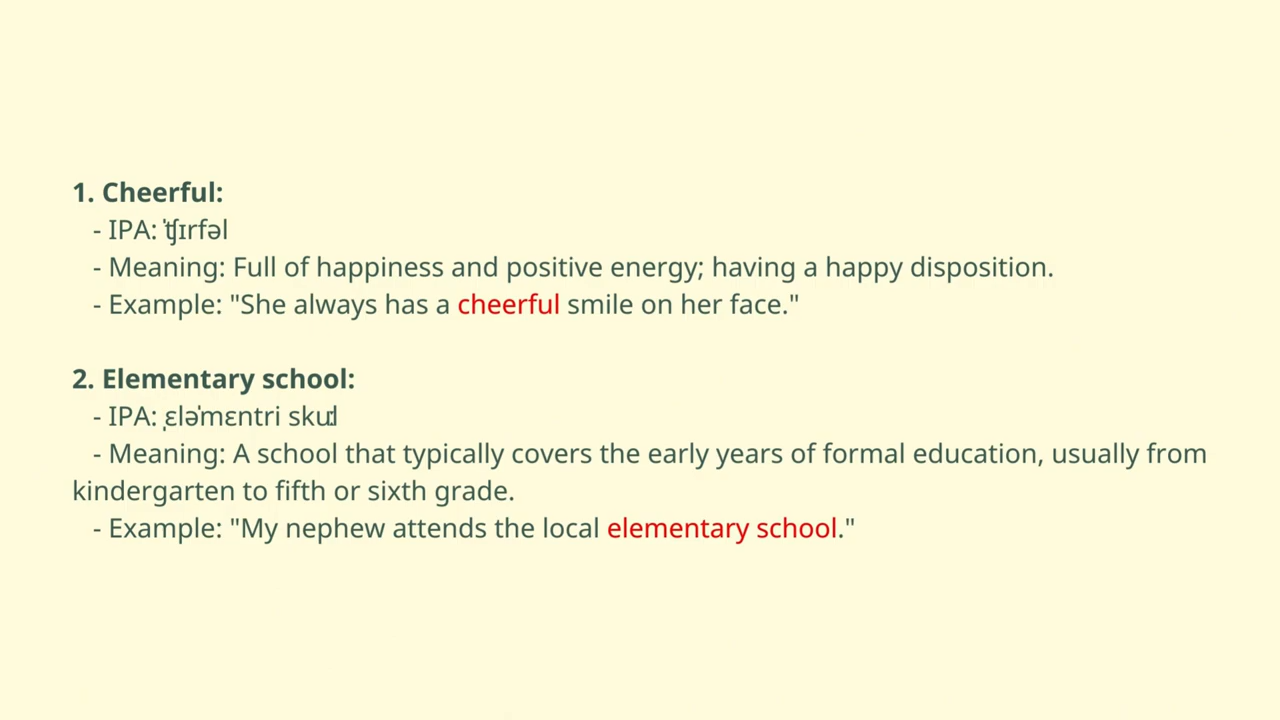 1. Cheerful:
- IPA: ˈʧɪrfəl
- Meaning: Full of happiness and positive energy; having a happy disposition.
- Example: "She always has a cheerful smile on her face."
2. Elementary school:
- IPA: ˌɛləˈmɛntri skuːl
- Meaning: A school that typically covers the early years of formal education, usually from
kindergarten to fifth or sixth grade.
- Example: "My nephew attends the local elementary school."